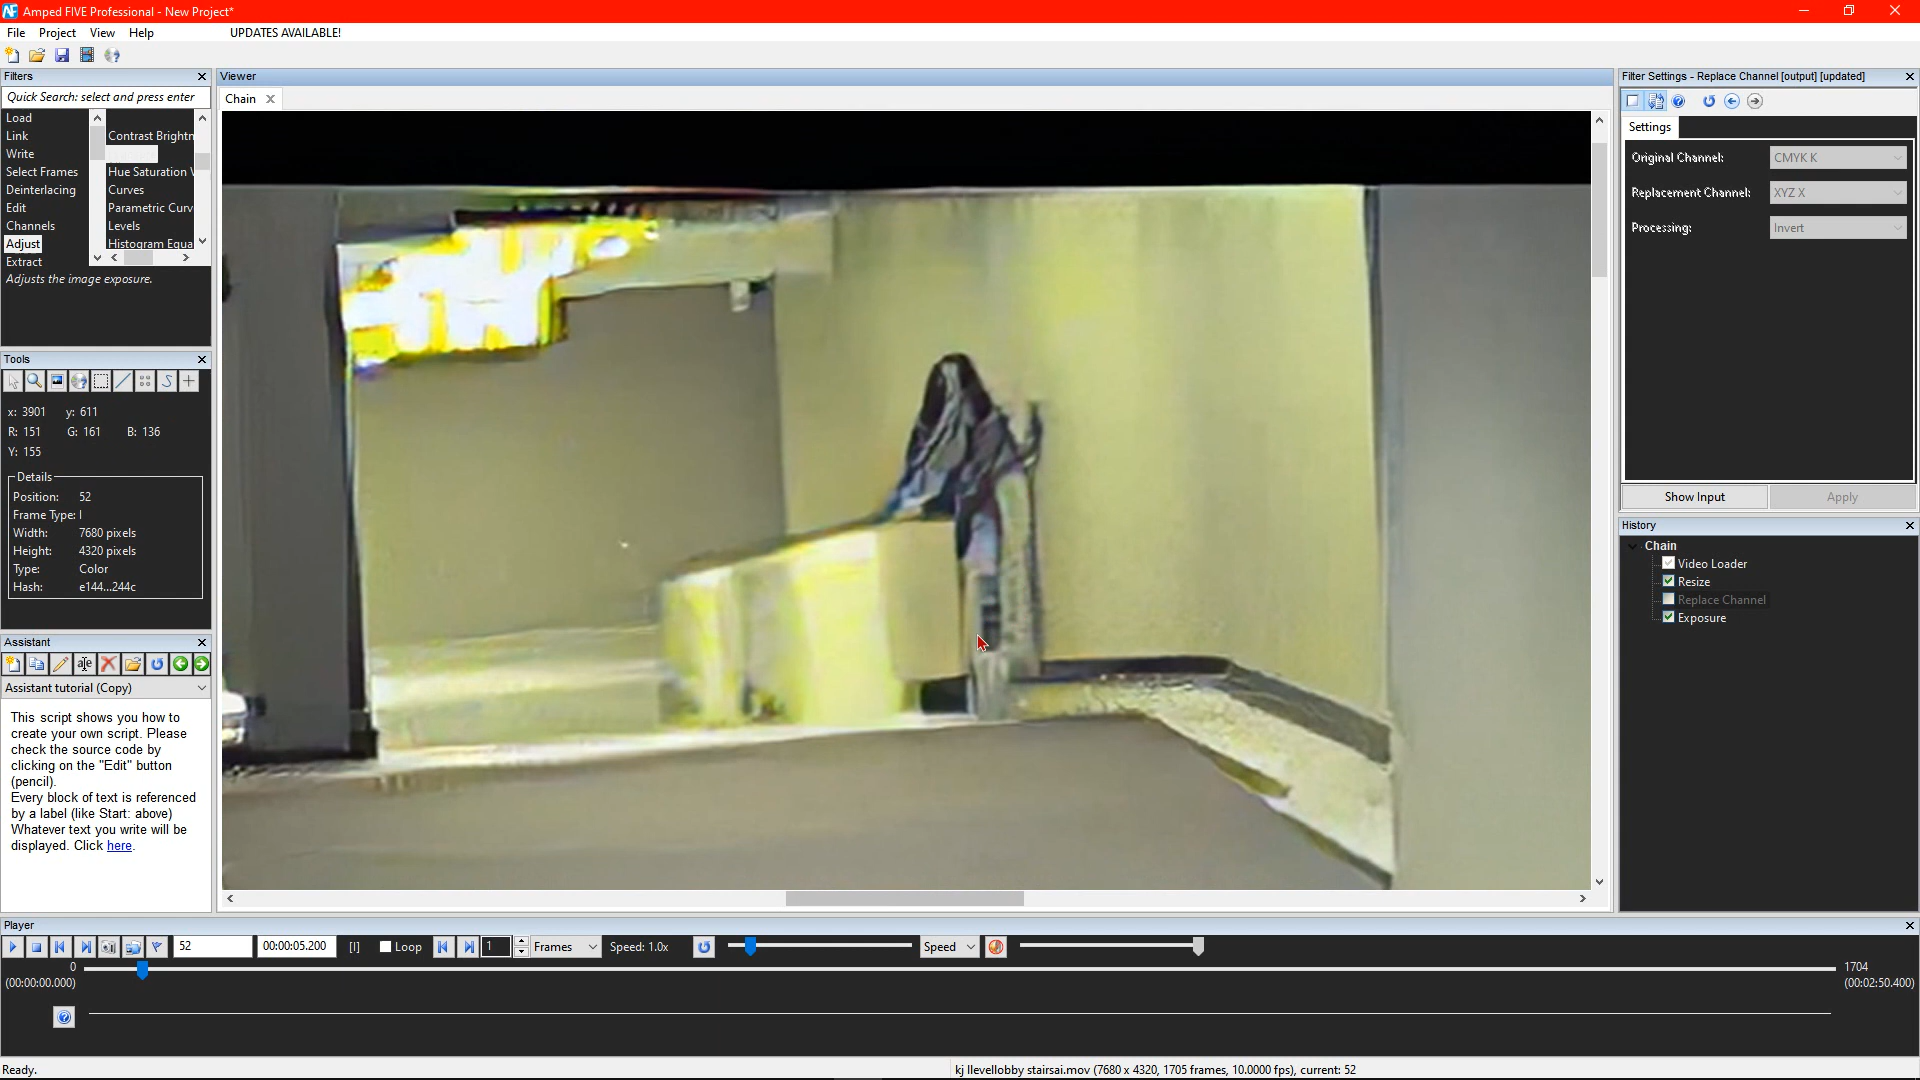 Amped FIVE Professional - New Project*
File Project View Help UPDATES AVAILABLE!
Filters
Quick Search: select and press enter
Load
Link
Write
Select Frames
Deinterlacing
Edit
Channels
Adjust
Extract
Contrast Brightn
Hue Saturation V
Curves
Parametric Curv
Levels
Histogram Equa
Adjusts the image exposure.
Tools
x: 3901 y: 611
R: 151 G: 161 B: 136
Y: 155
Details
Position: 52
Frame Type: I
Width: 7680 pixels
Height: 4320 pixels
Type: Color
Hash: e144...244c
Assistant
Assistant tutorial (Copy)
This script shows you how to
create your own script. Please
check the source code by
clicking on the "Edit" button
(pencil).
Every block of text is referenced
by a label (like Start: above)
Whatever text you write will be
displayed. Click here.
Viewer
Chain
Filter Settings - Replace Channel [output] [updated]
Settings
Original Channel: CMYK K
Replacement Channel: XYZ X
Processing: Invert
Show Input Apply
History
Chain
Video Loader
Resize
Replace Channel
Exposure
Player
52 00:00:05.200 [I] Loop 1 Frames Speed: 1.0x Speed
0 1704
(00:00:00.000) (00:02:50.400)
Ready. kj llevellobby stairsai.mov (7680 x 4320, 1705 frames, 10.0000 fps), current: 52